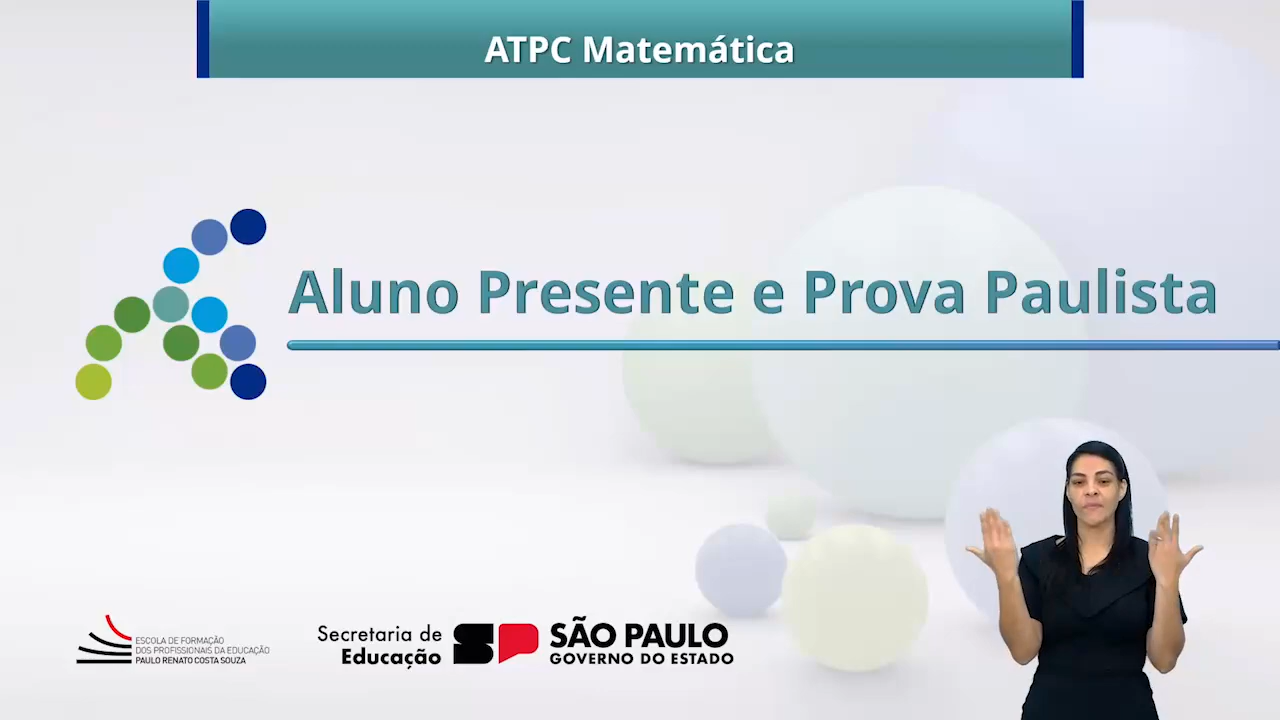 ATPC Matemática
Aluno Presente e Prova Paulista
ESCOLA DE FORMAÇÃO
DOS PROFISSIONAIS DA EDUCAÇÃO
PAULO RENATO COSTA SOUZA
Secretaria de
Educação
SP
SÃO PAULO
GOVERNO DO ESTADO